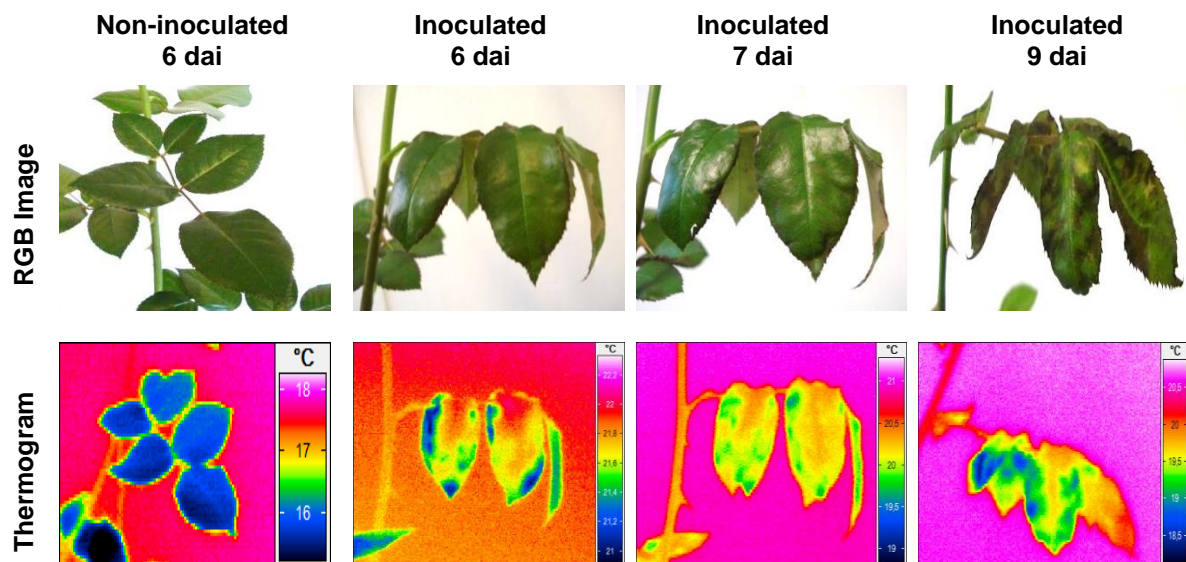 Non-inoculated
6 dai
Inoculated
6 dai
Inoculated
7 dai
Inoculated
9 dai
RGB Image
Thermogram
°C
18
17
16
°C
22,2
22
21,8
21,6
21,4
21,2
21
°C
21
20,5
20
19,5
19
°C
20,5
20
19,5
19
18,5